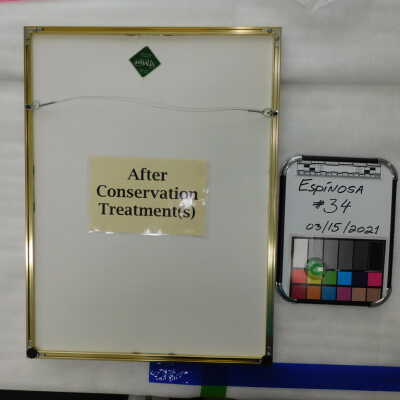 After
Conservation
Treatment(s)
Espinosa
#34
03/15/2021